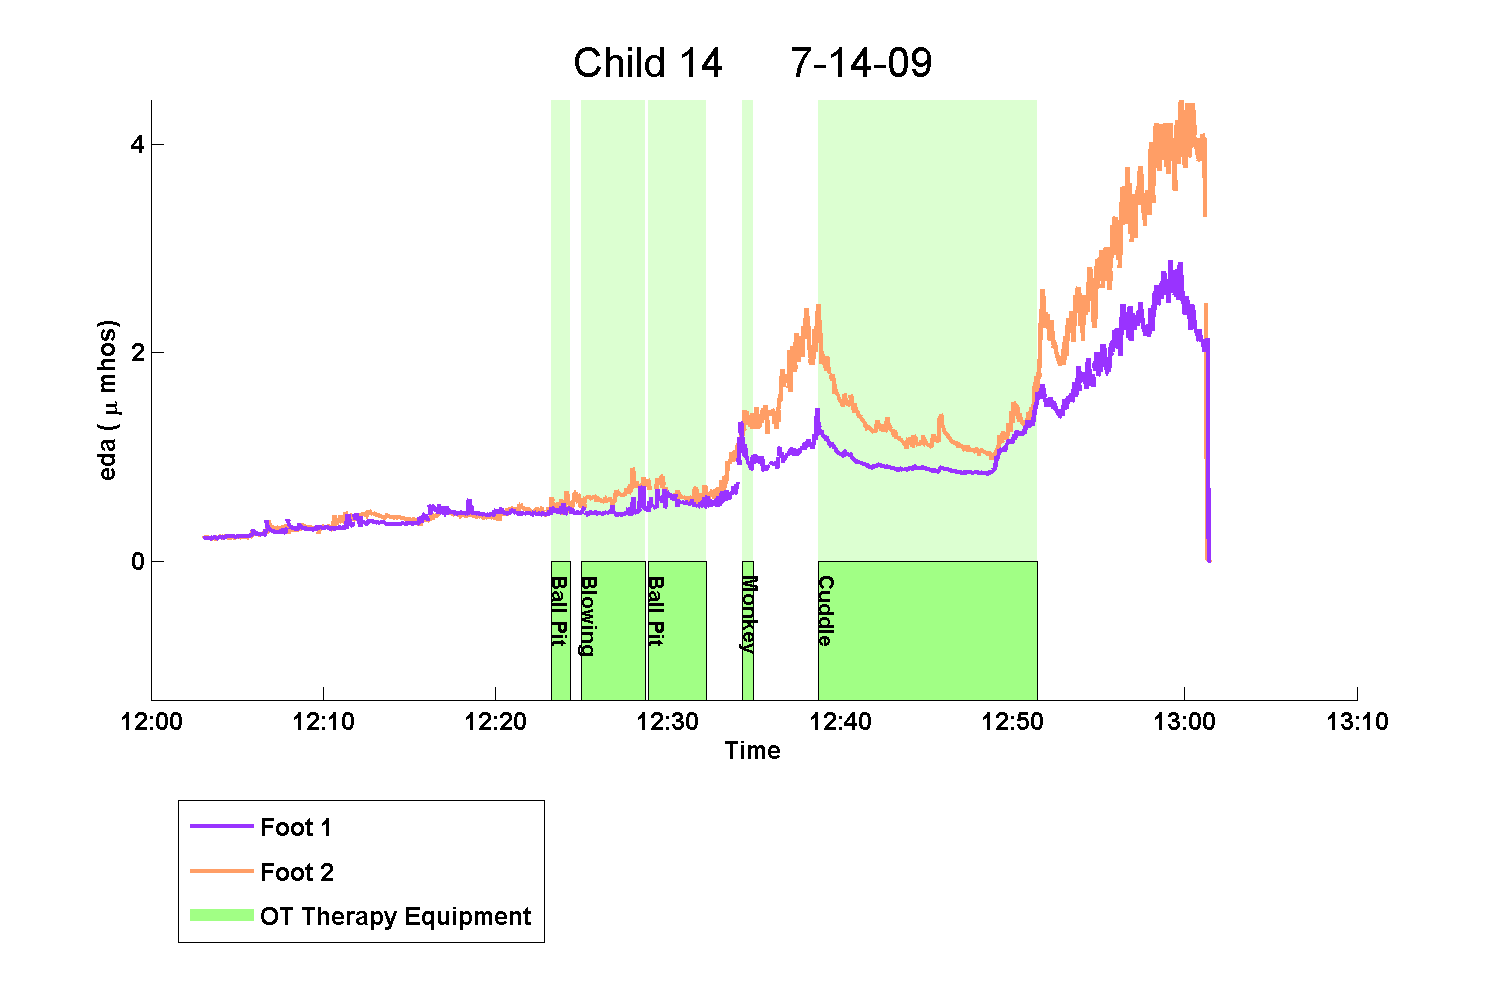 Child 14 7-14-09
4
2
0
eda ( μ mhos)
Ball Pit
Blowing
Ball Pit
Monkey
Cuddle
12:00 12:10 12:20 12:30 12:40 12:50 13:00 13:10
Time
Foot 1
Foot 2
OT Therapy Equipment